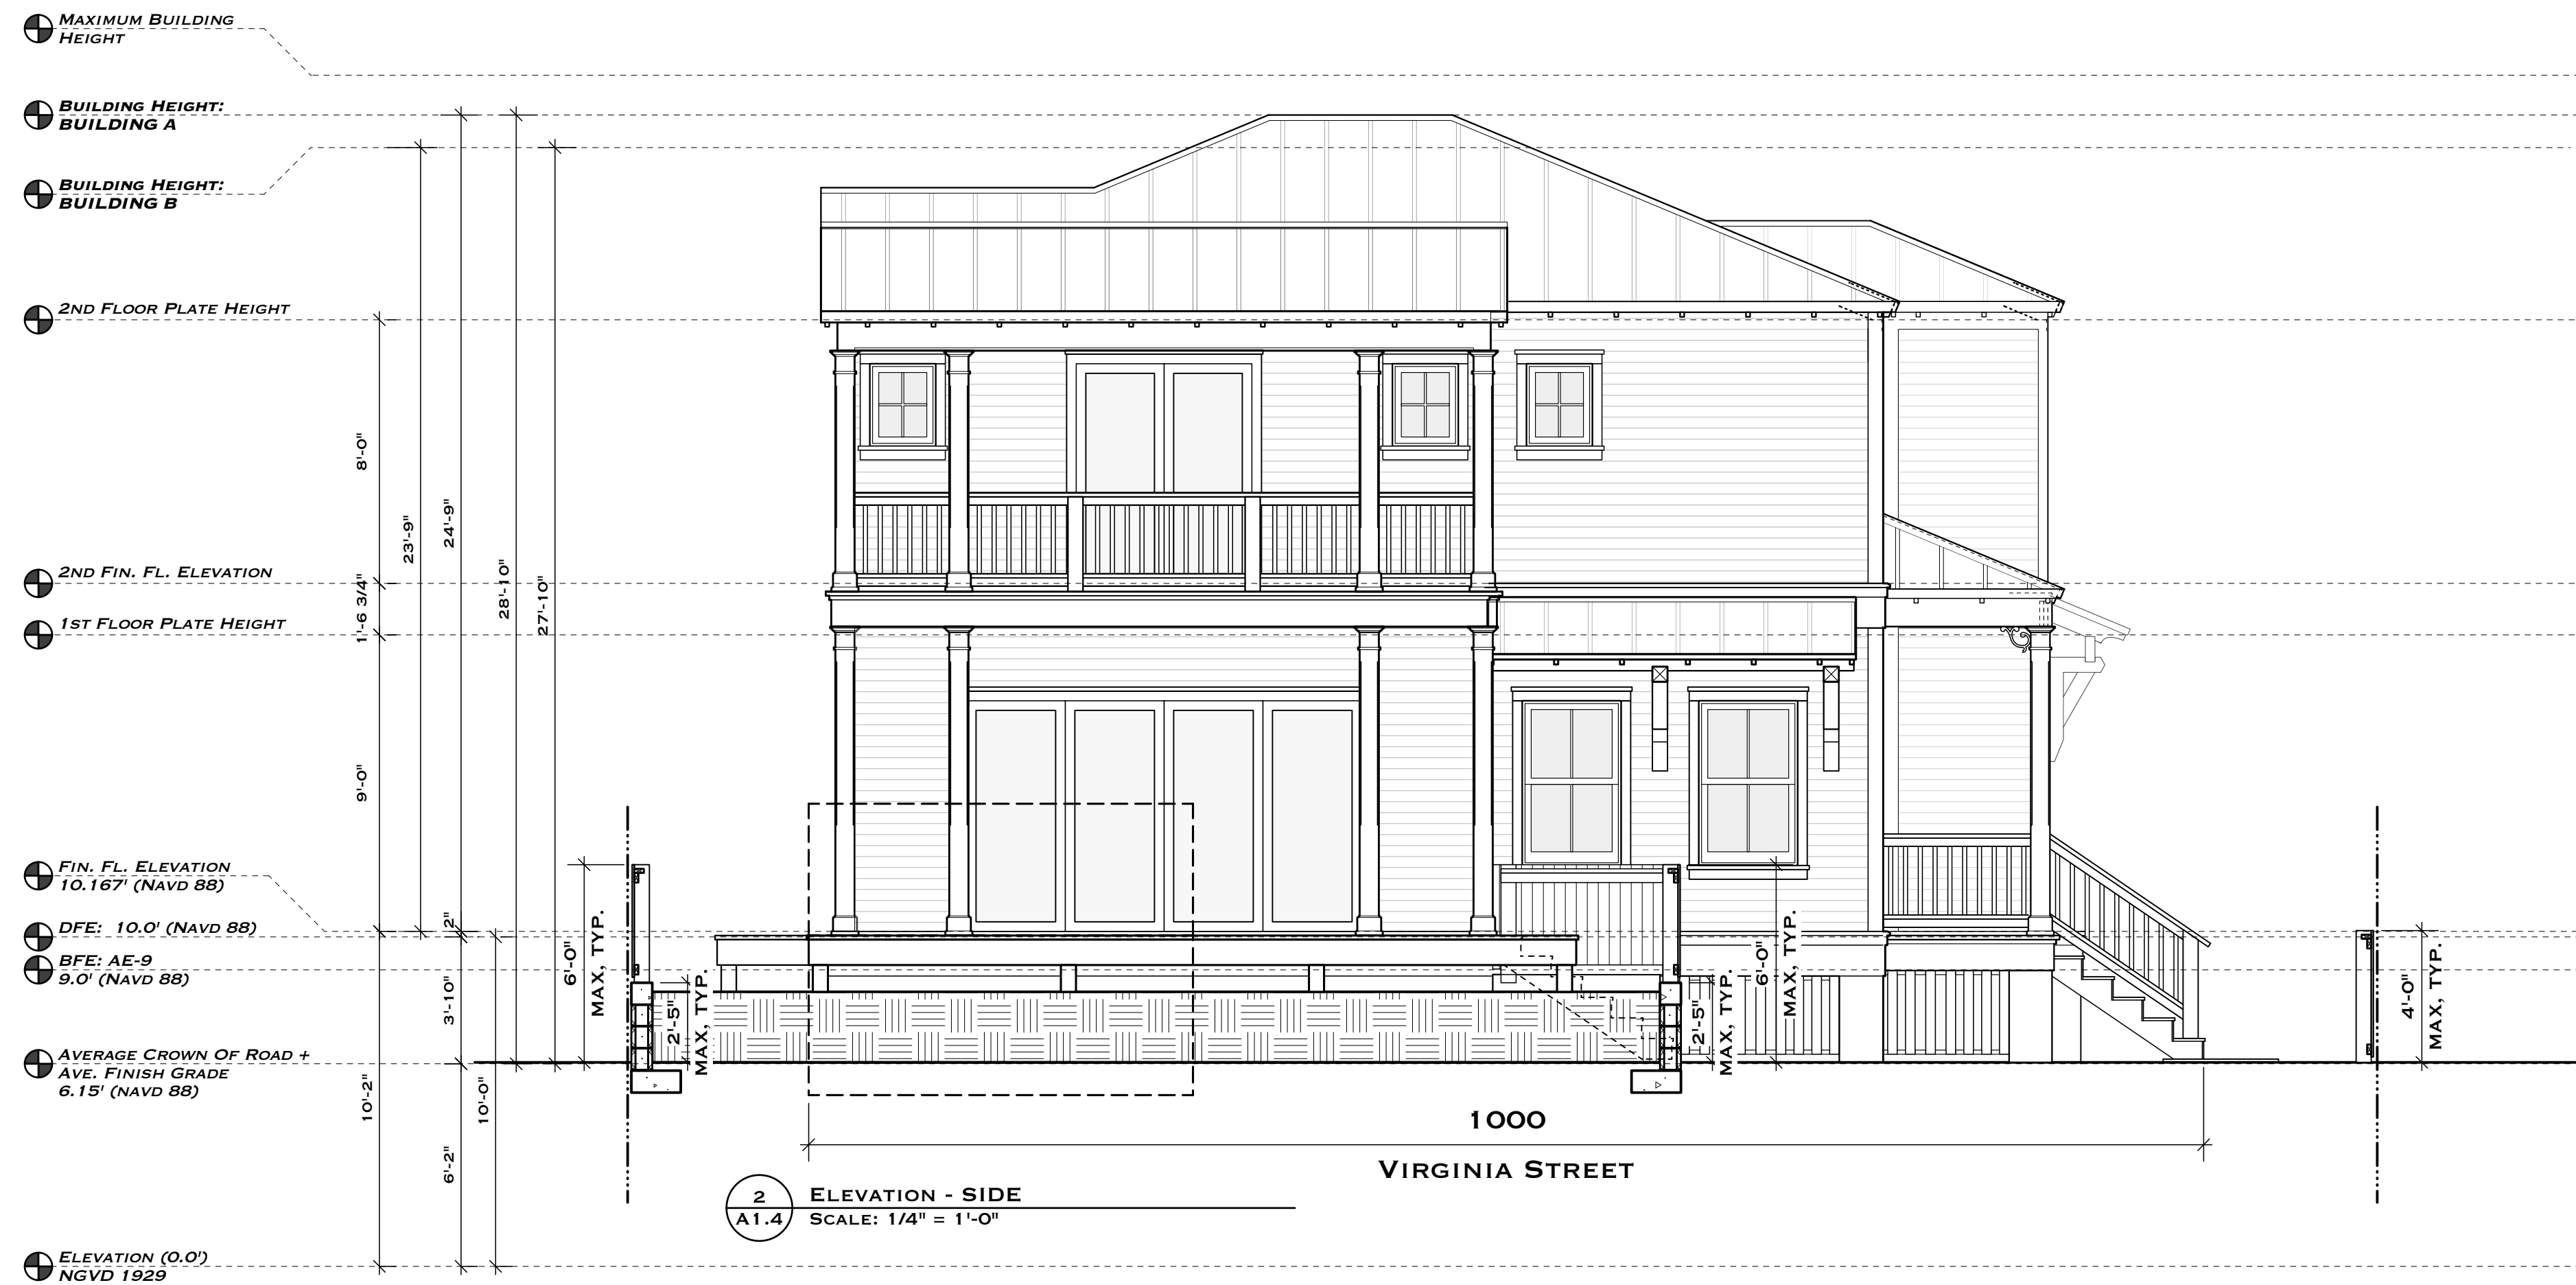 MAXIMUM BUILDING
HEIGHT
BUILDING HEIGHT:
BUILDING A
BUILDING HEIGHT:
BUILDING B
2ND FLOOR PLATE HEIGHT
8'-0"
23'-9"
24'-9"
28'-10"
27'-10"
2ND FIN. FL. ELEVATION
1'-6 3/4"
1ST FLOOR PLATE HEIGHT
9'-0"
FIN. FL. ELEVATION
10.167' (NAVD 88)
2"
DFE: 10.0' (NAVD 88)
BFE: AE-9
9.0' (NAVD 88)
3'-10"
6'-0"
MAX, TYP.
2'-5"
MAX, TYP.
2'-5"
MAX, TYP.
6'-0"
MAX, TYP.
4'-0"
MAX, TYP.
AVERAGE CROWN OF ROAD +
AVE. FINISH GRADE
6.15' (NAVD 88)
10'-2"
6'-2"
10'-0"
1000
VIRGINIA STREET
2
A1.4
ELEVATION - SIDE
SCALE: 1/4" = 1'-0"
ELEVATION (0.0')
NGVD 1929